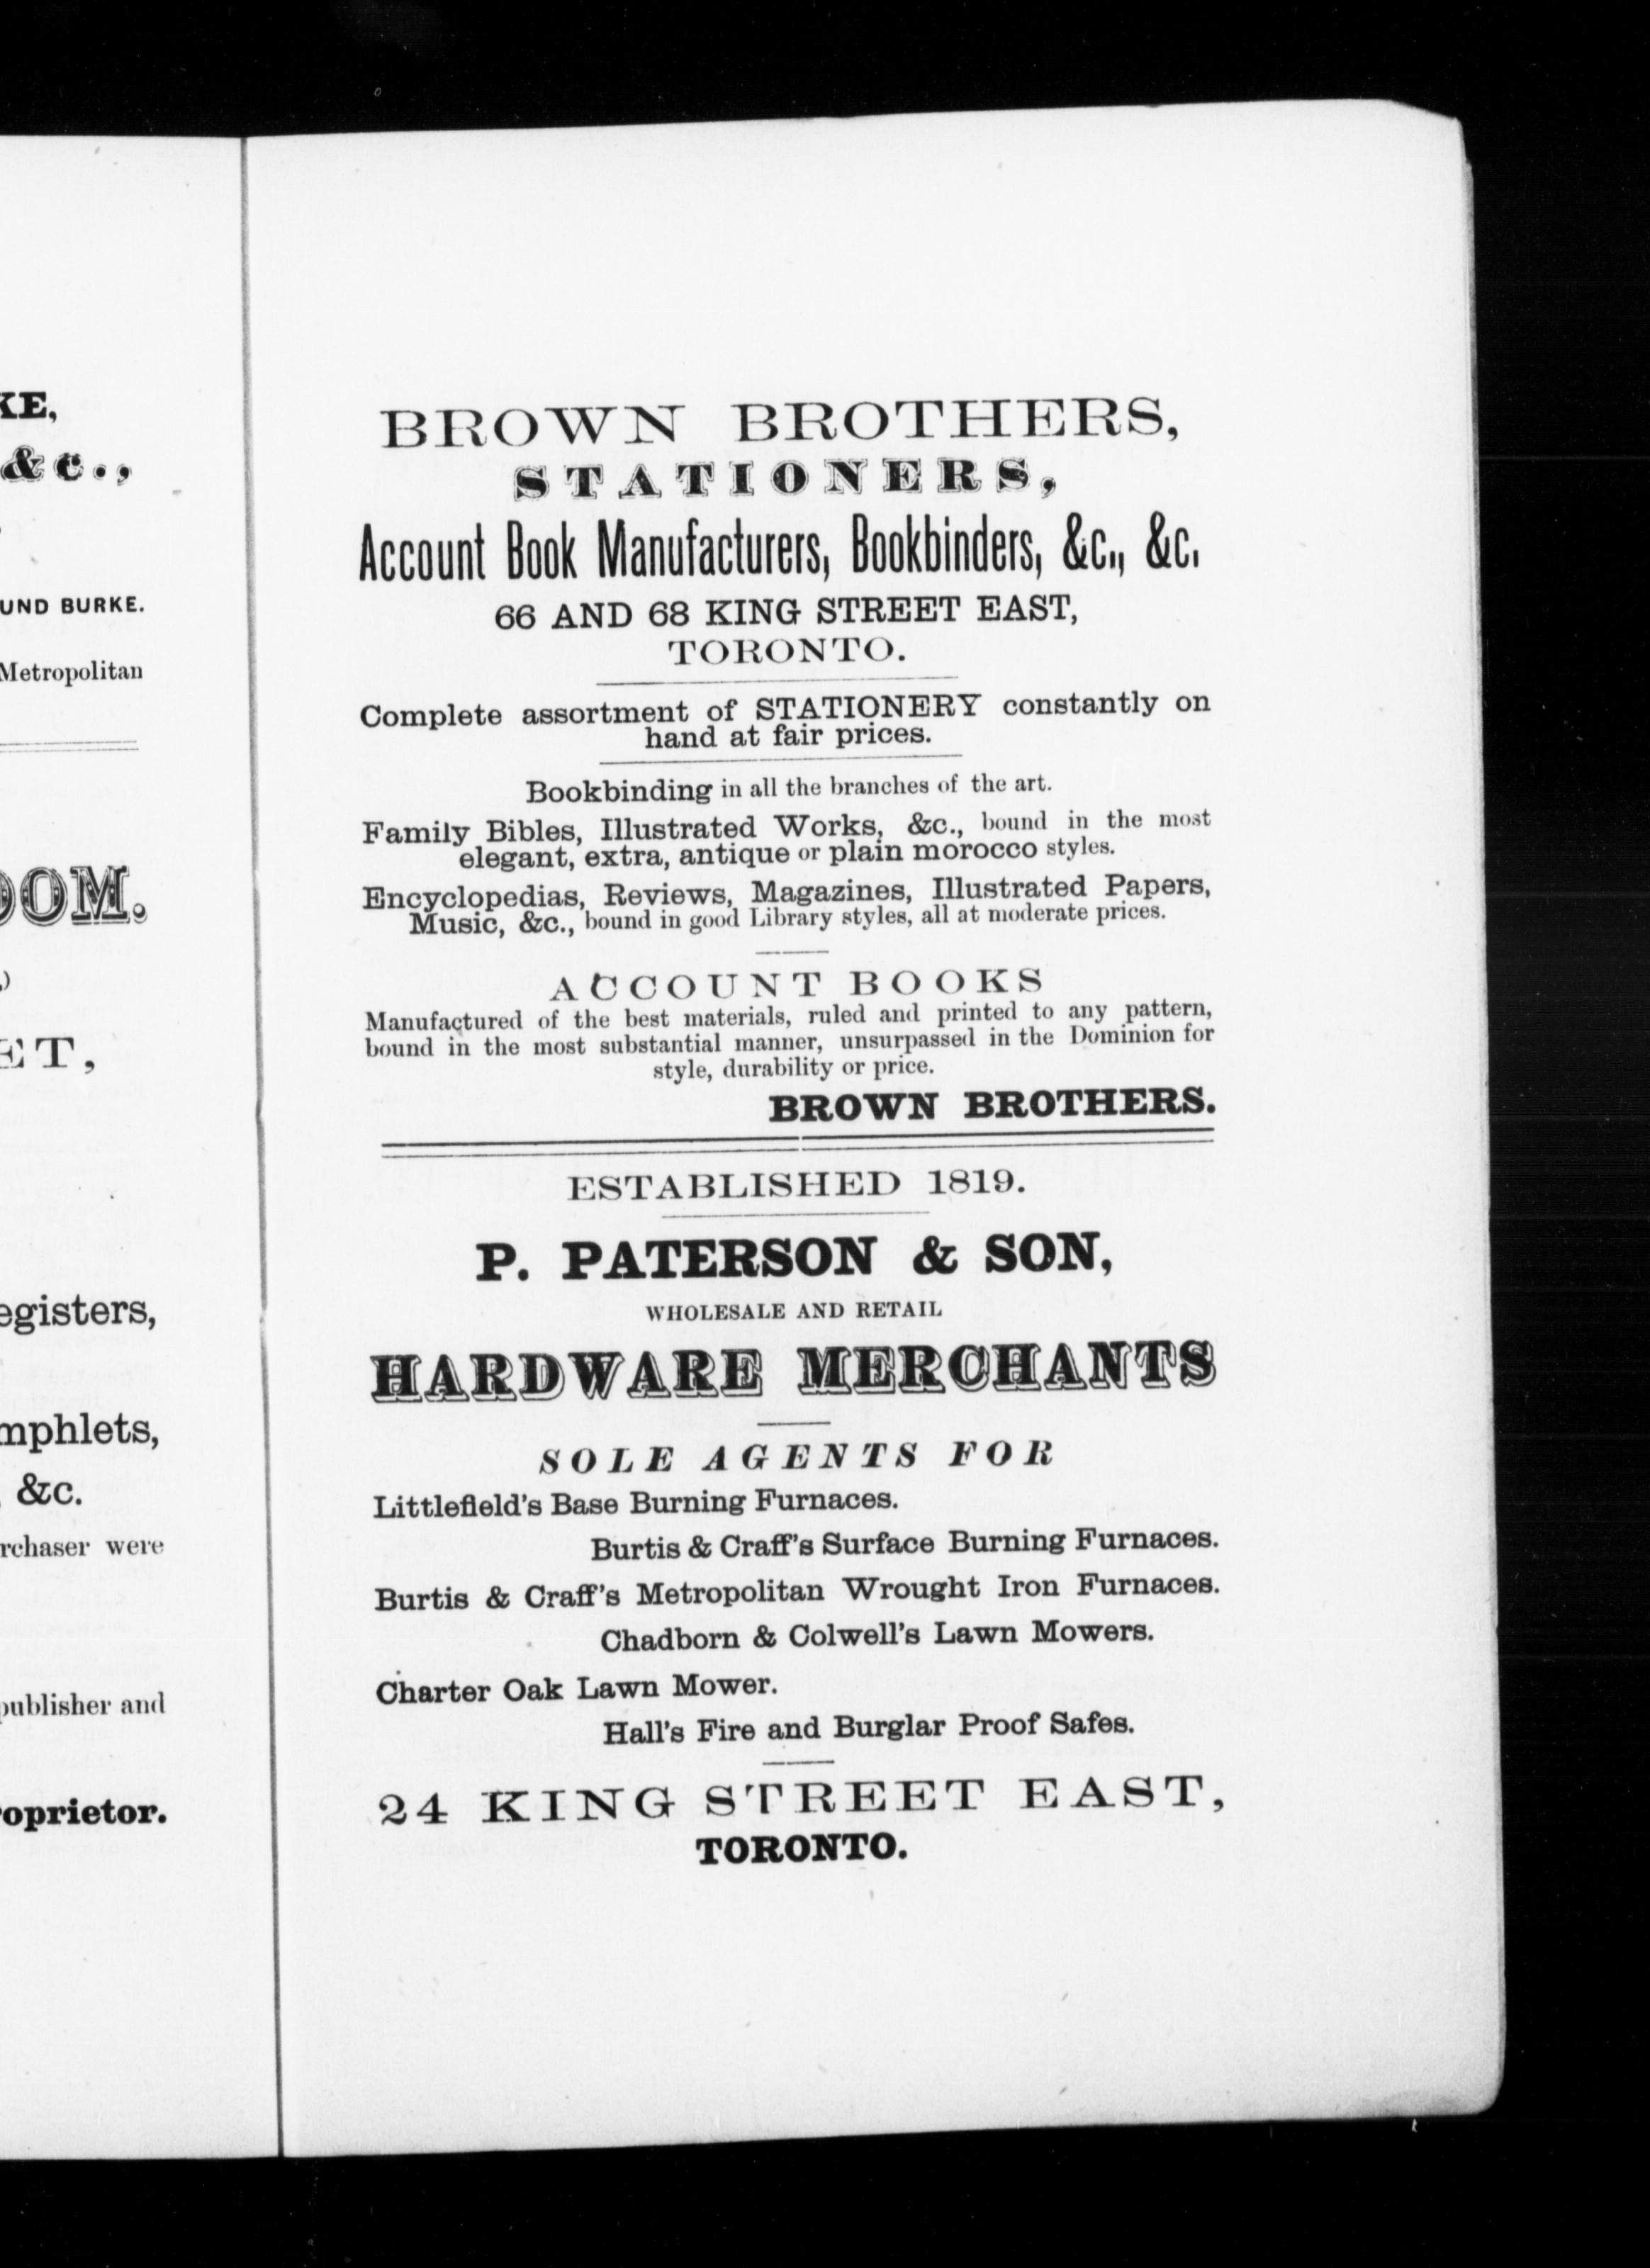 KE,
&c.,
UND BURKE.
Metropolitan
OOM.
ET,
egisters,
mphlets,
&c.
rchaser were
publisher and
roprietor.
BROWN BROTHERS,
STATIONERS,
Account Book Manufacturers, Bookbinders, &c., &c.
66 AND 68 KING STREET EAST,
TORONTO.
Complete assortment of STATIONERY constantly on
hand at fair prices.
Bookbinding in all the branches of the art.
Family Bibles, Illustrated Works, &c., bound in the most
elegant, extra, antique or plain morocco styles.
Encyclopedias, Reviews, Magazines, Illustrated Papers,
Music, &c., bound in good Library styles, all at moderate prices.
ACCOUNT BOOKS
Manufactured of the best materials, ruled and printed to any pattern,
bound in the most substantial manner, unsurpassed in the Dominion for
style, durability or price.
BROWN BROTHERS.
ESTABLISHED 1819.
P. PATERSON & SON,
WHOLESALE AND RETAIL
HARDWARE MERCHANTS
SOLE AGENTS FOR
Littlefield's Base Burning Furnaces.
Burtis & Craff's Surface Burning Furnaces.
Burtis & Craff's Metropolitan Wrought Iron Furnaces.
Chadborn & Colwell's Lawn Mowers.
Charter Oak Lawn Mower.
Hall's Fire and Burglar Proof Safes.
24 KING STREET EAST,
TORONTO.